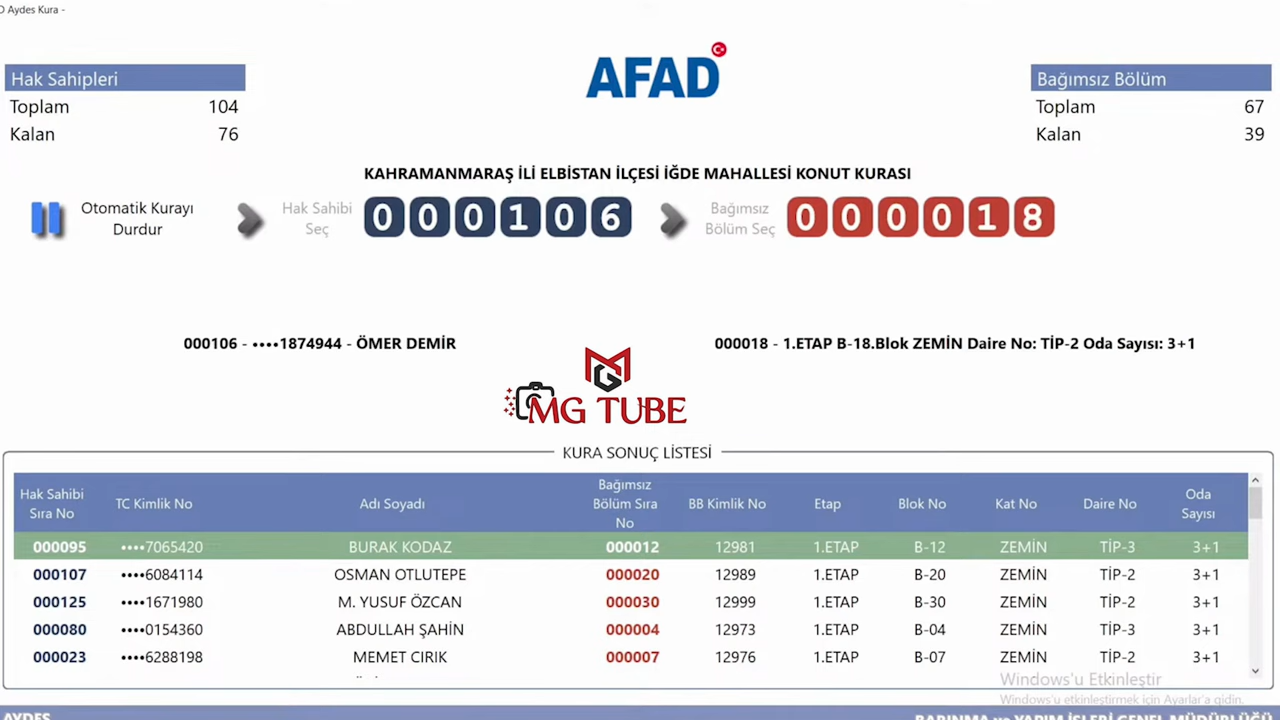 Aydes Kura -
AFAD
Hak Sahipleri
Toplam 104
Kalan 76
Bağımsız Bölüm
Toplam 67
Kalan 39
KAHRAMANMARAŞ İLİ ELBİSTAN İLÇESİ İĞDE MAHALLESİ KONUT KURASI
Otomatik Kurayı
Durdur
Hak Sahibi
Seç
000106
Bağımsız
Bölüm Seç
000018
000106 - ••••1874944 - ÖMER DEMİR
000018 - 1.ETAP B-18.Blok ZEMİN Daire No: TİP-2 Oda Sayısı: 3+1
MG TUBE
KURA SONUÇ LİSTESİ
Hak Sahibi Sıra No TC Kimlik No Adı Soyadı Bağımsız Bölüm Sıra No BB Kimlik No Etap Blok No Kat No Daire No Oda Sayısı
000095 ••••7065420 BURAK KODAZ 000012 12981 1.ETAP B-12 ZEMİN TİP-3 3+1
000107 ••••6084114 OSMAN OTLUTEPE 000020 12989 1.ETAP B-20 ZEMİN TİP-2 3+1
000125 ••••1671980 M. YUSUF ÖZCAN 000030 12999 1.ETAP B-30 ZEMİN TİP-2 3+1
000080 ••••0154360 ABDULLAH ŞAHİN 000004 12973 1.ETAP B-04 ZEMİN TİP-3 3+1
000023 ••••6288198 MEMET CIRIK 000007 12976 1.ETAP B-07 ZEMİN TİP-2 3+1
Windows'u Etkinleştir
Windows'u etkinleştirmek için Ayarlar'a gidin.
AYDES
BARINMA ve YAPIM İŞLERİ GENEL MÜDÜRLÜĞÜ